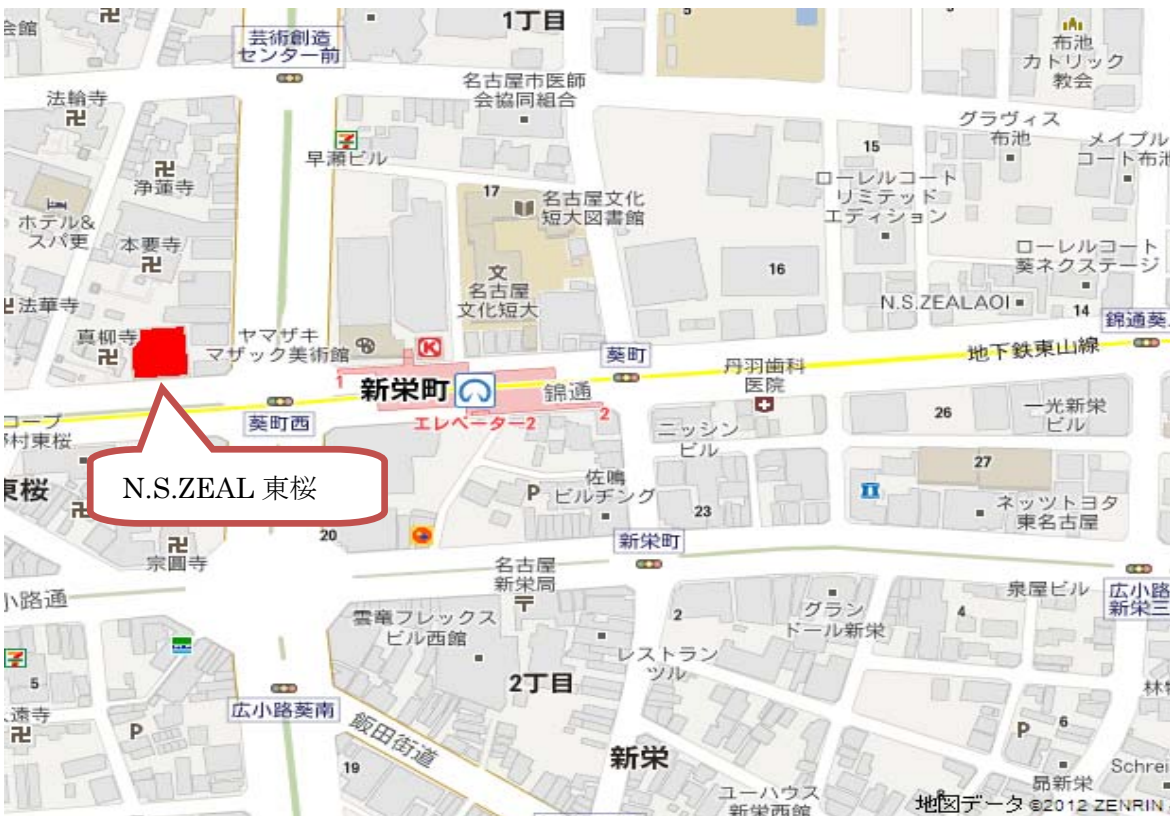 会館
芸術創造
センター前
1丁目
9
布池
カトリック
教会
法輪寺
名古屋市医師
会協同組合
早瀬ビル
グラヴィス
布池
メイプル
コート布池
15
浄蓮寺
17
名古屋文化
短大図書館
ローレルコート
リミテッド
エディション
ホテル&
スパ更
本要寺
ローレルコート
葵ネクステージ
文
名古屋
文化短大
16
法華寺
N.S.ZEALAOI
14
錦通葵
真柳寺
ヤマザキ
マザック美術館
K
葵町
地下鉄東山線
丹羽歯科
医院
1
新栄町
錦通
コープ
野村東桜
葵町西
エレベーター2
2
26
一光新栄
ビル
ニッシン
ビル
27
N.S.ZEAL 東桜
東桜
P
佐鳴
ビルヂング
23
ネッツトヨタ
東名古屋
20
新栄町
宗圓寺
名古屋
新栄局
泉屋ビル
広小路
新栄三
小路通
雲竜フレックス
ビル西館
2
グラン
ドール新栄
4
レストラン
ツル
5
2丁目
久遠寺
広小路葵南
P
飯田街道
P
6
新栄
19
Schrei
昴新栄
ユーハウス
新栄西館
8
地図データ ©2012 ZENRIN